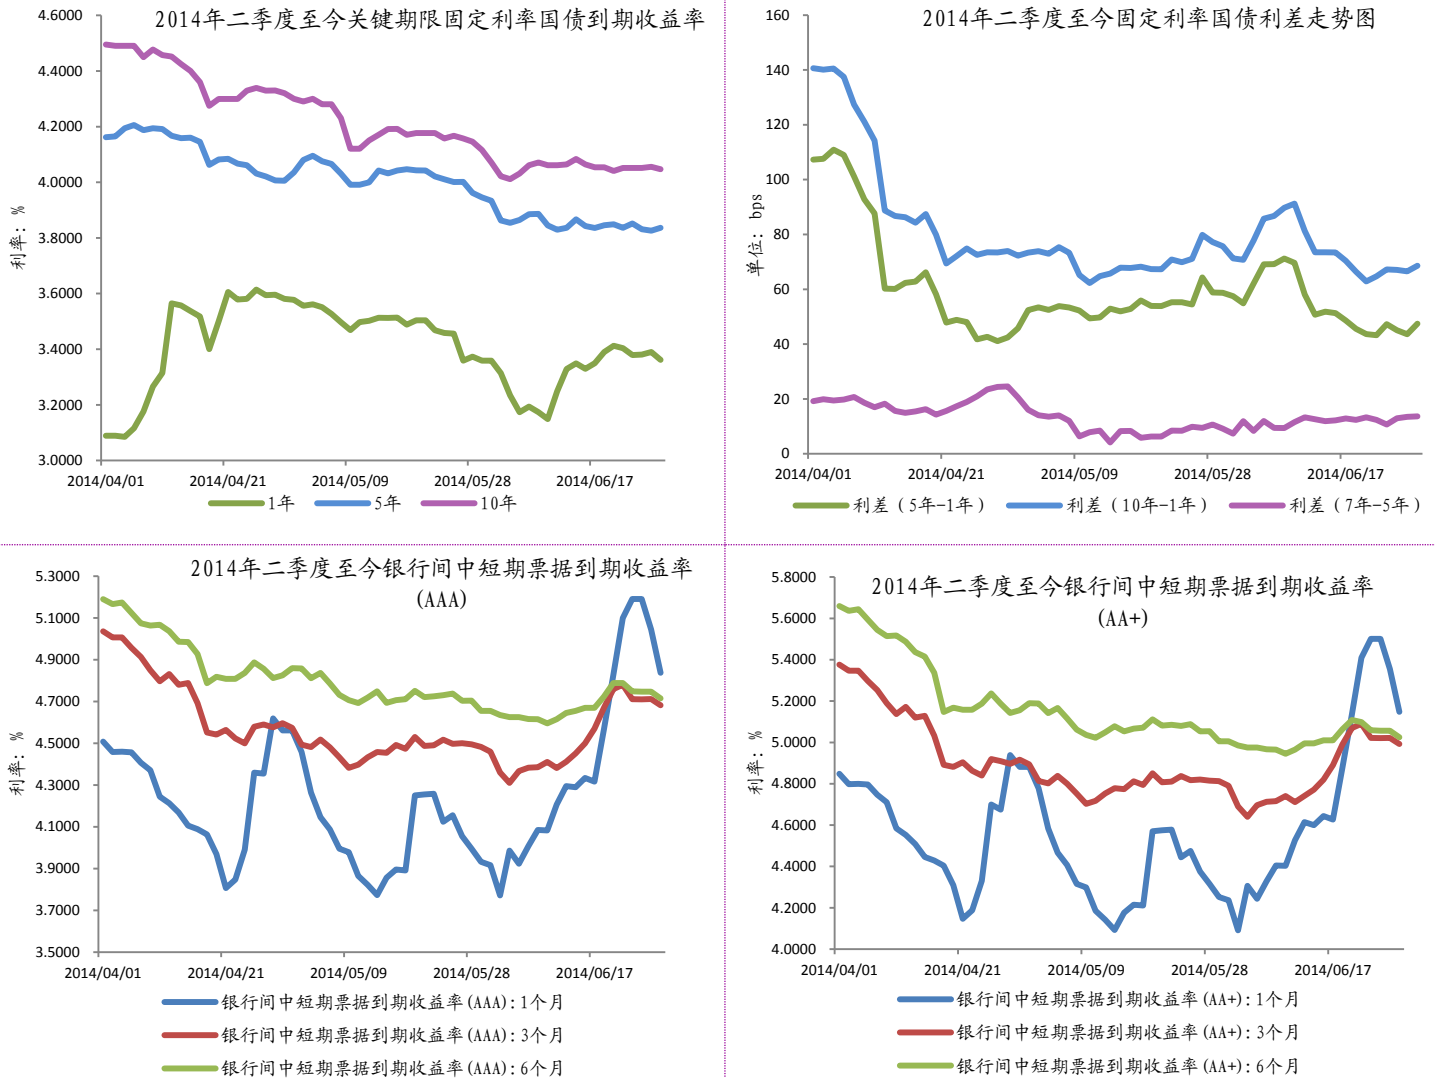 2014年二季度至今关键期限固定利率国债到期收益率
4.6000
4.4000
4.2000
4.0000
3.8000
3.6000
3.4000
3.2000
3.0000
利率：%
2014/04/01 2014/04/21 2014/05/09 2014/05/28 2014/06/17
1年 5年 10年
2014年二季度至今固定利率国债利差走势图
160
140
120
100
80
60
40
20
0
单位：bps
2014/04/01 2014/04/21 2014/05/09 2014/05/28 2014/06/17
利差（5年-1年） 利差（10年-1年） 利差（7年-5年）
2014年二季度至今银行间中短期票据到期收益率
(AAA)
5.3000
5.1000
4.9000
4.7000
4.5000
4.3000
4.1000
3.9000
3.7000
3.5000
利率：%
2014/04/01 2014/04/21 2014/05/09 2014/05/28 2014/06/17
银行间中短期票据到期收益率(AAA):1个月
银行间中短期票据到期收益率(AAA):3个月
银行间中短期票据到期收益率(AAA):6个月
2014年二季度至今银行间中短期票据到期收益率
(AA+)
5.8000
5.6000
5.4000
5.2000
5.0000
4.8000
4.6000
4.4000
4.2000
4.0000
利率：%
2014/04/01 2014/04/21 2014/05/09 2014/05/28 2014/06/17
银行间中短期票据到期收益率(AA+):1个月
银行间中短期票据到期收益率(AA+):3个月
银行间中短期票据到期收益率(AA+):6个月